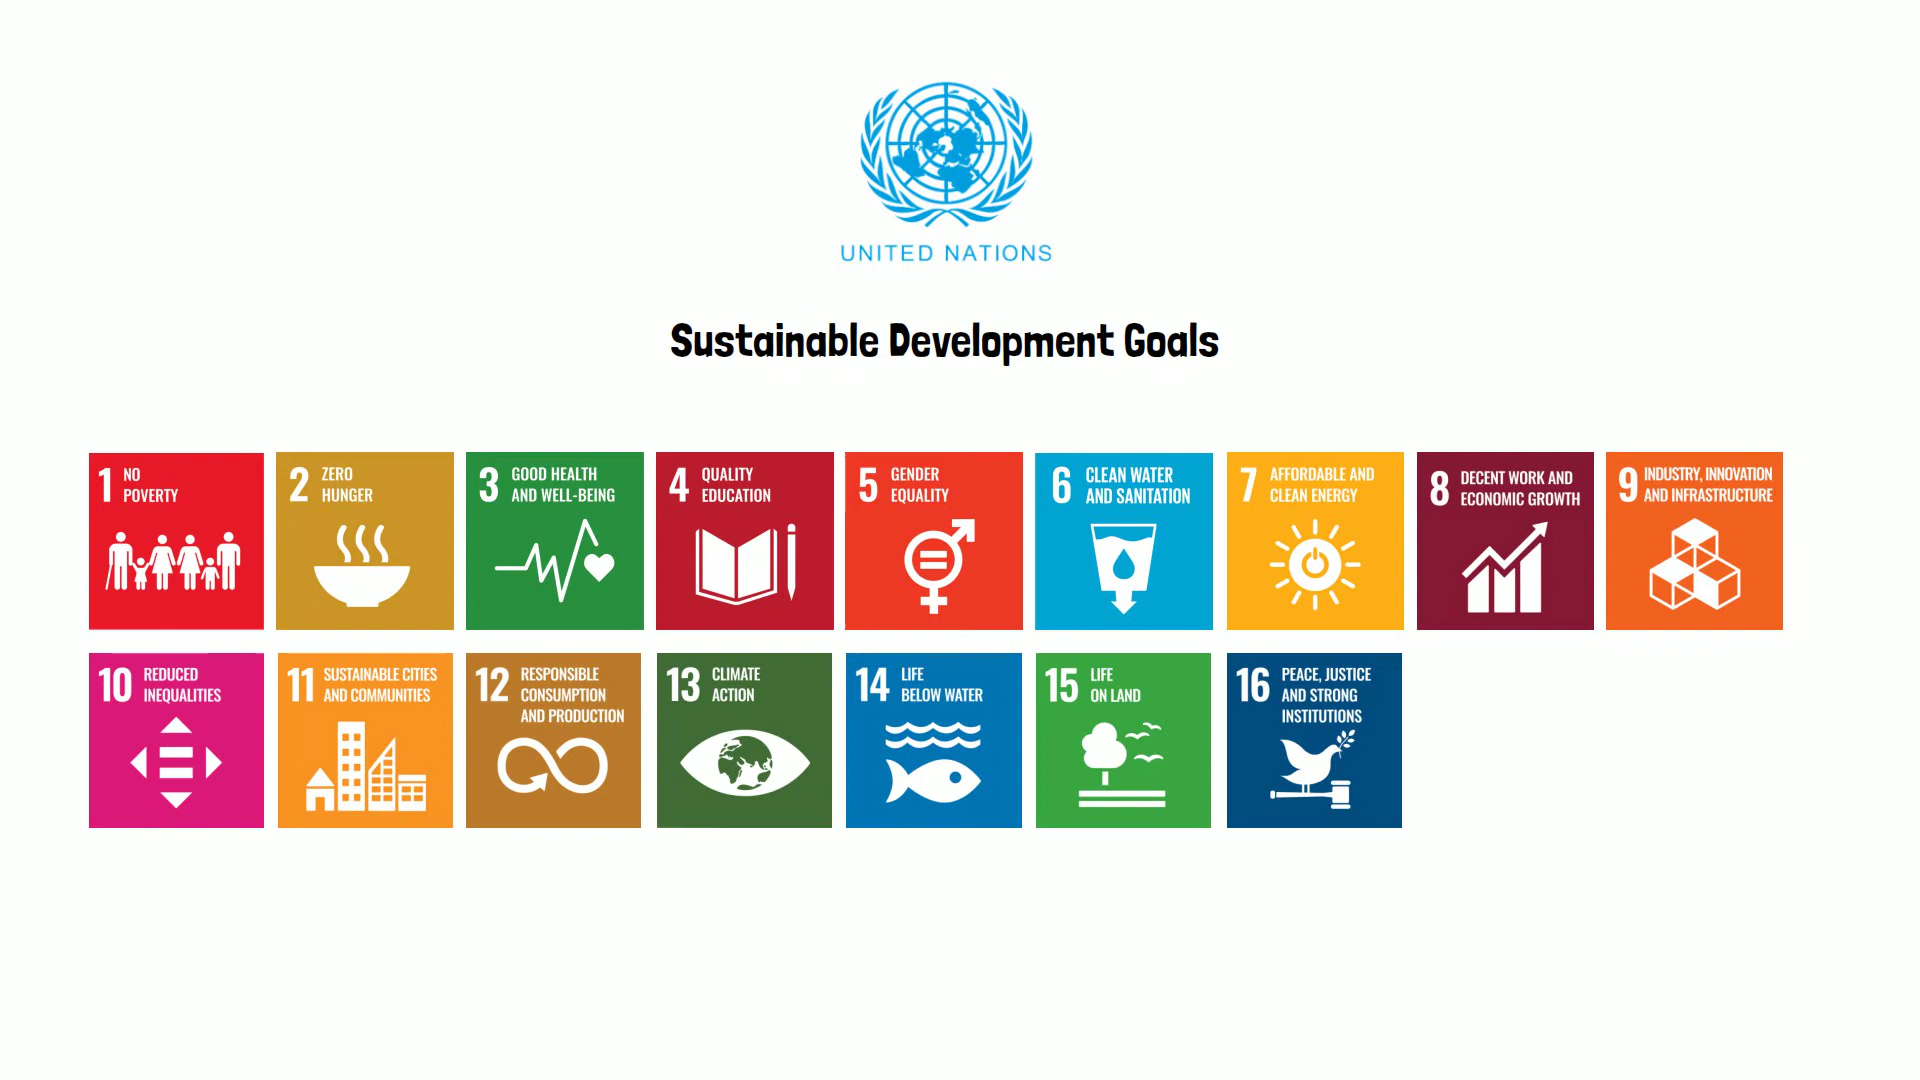 UNITED NATIONS
Sustainable Development Goals
1 NO
POVERTY
2 ZERO
HUNGER
3 GOOD HEALTH
AND WELL-BEING
4 QUALITY
EDUCATION
5 GENDER
EQUALITY
6 CLEAN WATER
AND SANITATION
7 AFFORDABLE AND
CLEAN ENERGY
8 DECENT WORK AND
ECONOMIC GROWTH
9 INDUSTRY, INNOVATION
AND INFRASTRUCTURE
10 REDUCED
INEQUALITIES
11 SUSTAINABLE CITIES
AND COMMUNITIES
12 RESPONSIBLE
CONSUMPTION
AND PRODUCTION
13 CLIMATE
ACTION
14 LIFE
BELOW WATER
15 LIFE
ON LAND
16 PEACE, JUSTICE
AND STRONG
INSTITUTIONS